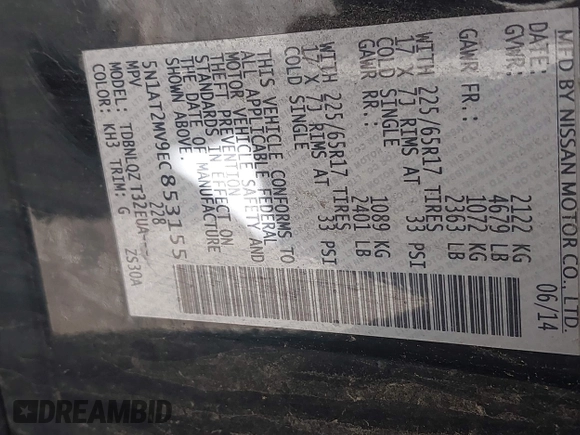 MFD BY NISSAN MOTOR CO., LTD.
DATE: 06/14
GVWR: 2122 KG
4679 LB
GAWR FR.: 1072 KG
2363 LB
WITH 225/65R17 TIRES
17 X 7J RIMS AT 33 PSI
COLD SINGLE
GAWR RR.: 1089 KG
2401 LB
WITH 225/65R17 TIRES
17 X 7J RIMS AT 33 PSI
COLD SINGLE
THIS VEHICLE CONFORMS TO
ALL APPLICABLE FEDERAL
MOTOR VEHICLE SAFETY AND
THEFT PREVENTION
STANDARDS IN EFFECT ON
THE DATE OF MANUFACTURE
SHOWN ABOVE.
5N1AT2MV9EC853155
MPV 228
MODEL: TDBNLQZ T32EUA--
COLOR: KH3 TRIM: G Z530A
DREAMBID